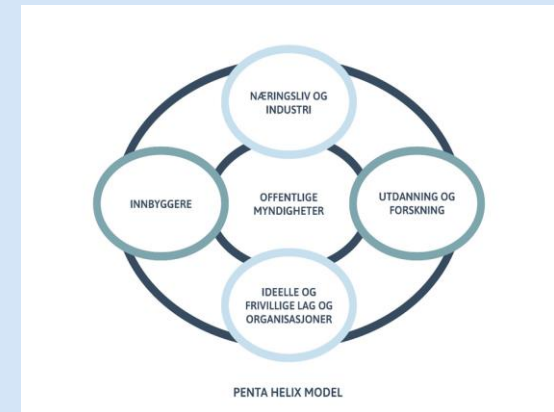 NÆRINGSLIV OG
INDUSTRI
INNBYGGERE
OFFENTLIGE
MYNDIGHETER
UTDANNING OG
FORSKNING
IDEELLE OG
FRIVILLIGE LAG OG
ORGANISASJONER
PENTA HELIX MODEL